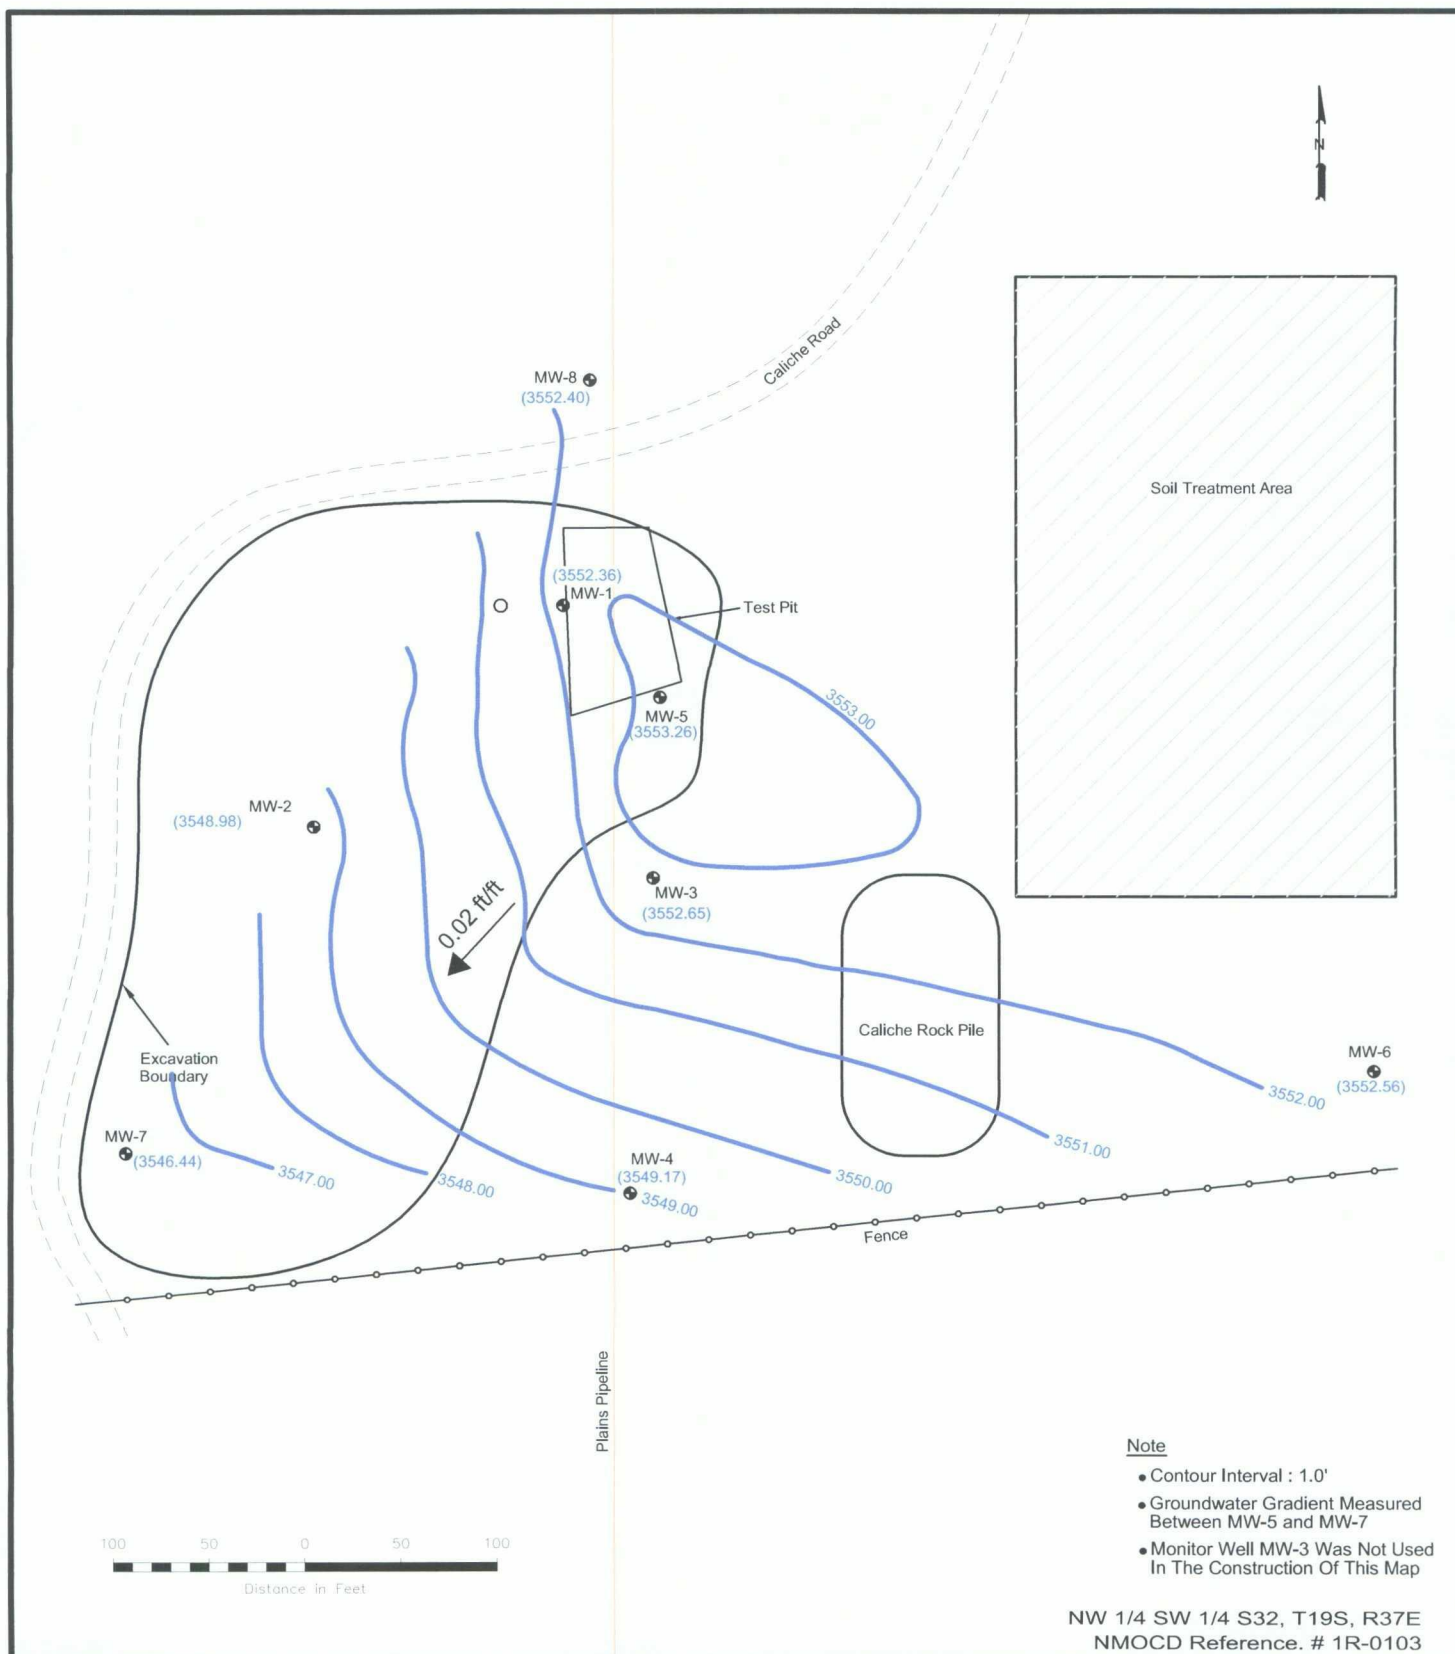 N
Caliche Road
MW-8
(3552.40)
Soil Treatment Area
(3552.36)
MW-1
Test Pit
3553.00
MW-5
(3553.26)
MW-2
(3548.98)
MW-3
(3552.65)
0.02 ft/ft
Caliche Rock Pile
Excavation
Boundary
MW-6
(3552.56)
3552.00
MW-7
(3546.44)
3547.00
3548.00
MW-4
(3549.17)
3549.00
3550.00
3551.00
Fence
Plains Pipeline
100 50 0 50 100
Distance in Feet
Note
• Contour Interval : 1.0'
• Groundwater Gradient Measured
Between MW-5 and MW-7
• Monitor Well MW-3 Was Not Used
In The Construction Of This Map
NW 1/4 SW 1/4 S32, T19S, R37E
NMOCD Reference. # 1R-0103